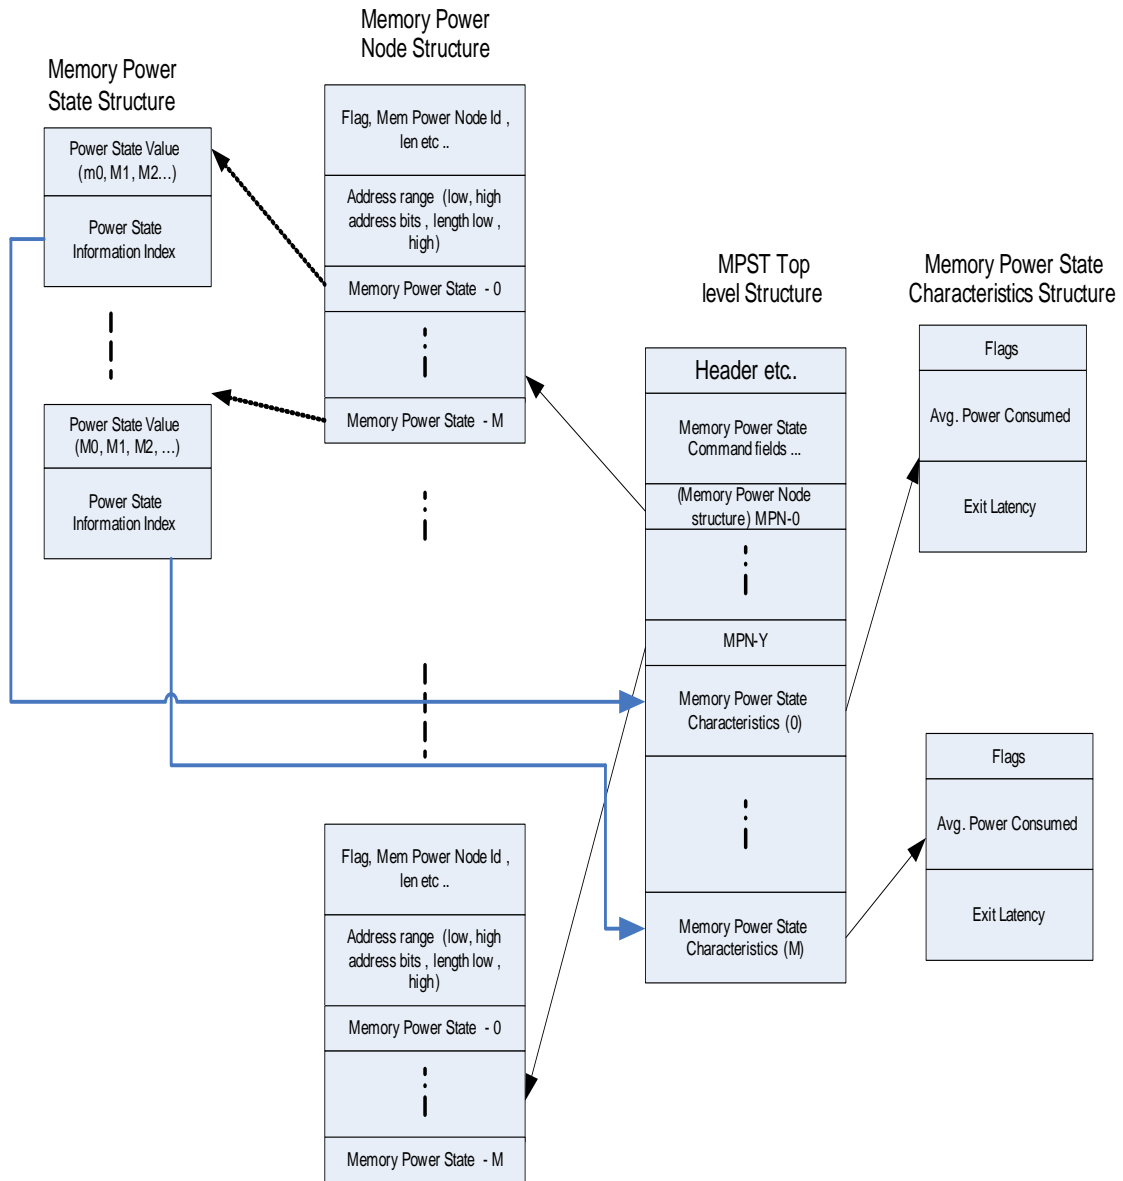 Memory Power
Node Structure
Memory Power
State Structure
Flag, Mem Power Node Id ,
len etc ..
Power State Value
(m0, M1, M2...)
Address range (low, high
address bits , length low ,
high)
Power State
Information Index
Memory Power State - 0
Memory Power State - M
Power State Value
(M0, M1, M2, ...)
Power State
Information Index
MPST Top
level Structure
Header etc..
Memory Power State
Command fields ...
(Memory Power Node
structure) MPN-0
MPN-Y
Memory Power State
Characteristics (0)
Memory Power State
Characteristics (M)
Memory Power State
Characteristics Structure
Flags
Avg. Power Consumed
Exit Latency
Flags
Avg. Power Consumed
Exit Latency
Flag, Mem Power Node Id ,
len etc ..
Address range (low, high
address bits , length low ,
high)
Memory Power State - 0
Memory Power State - M